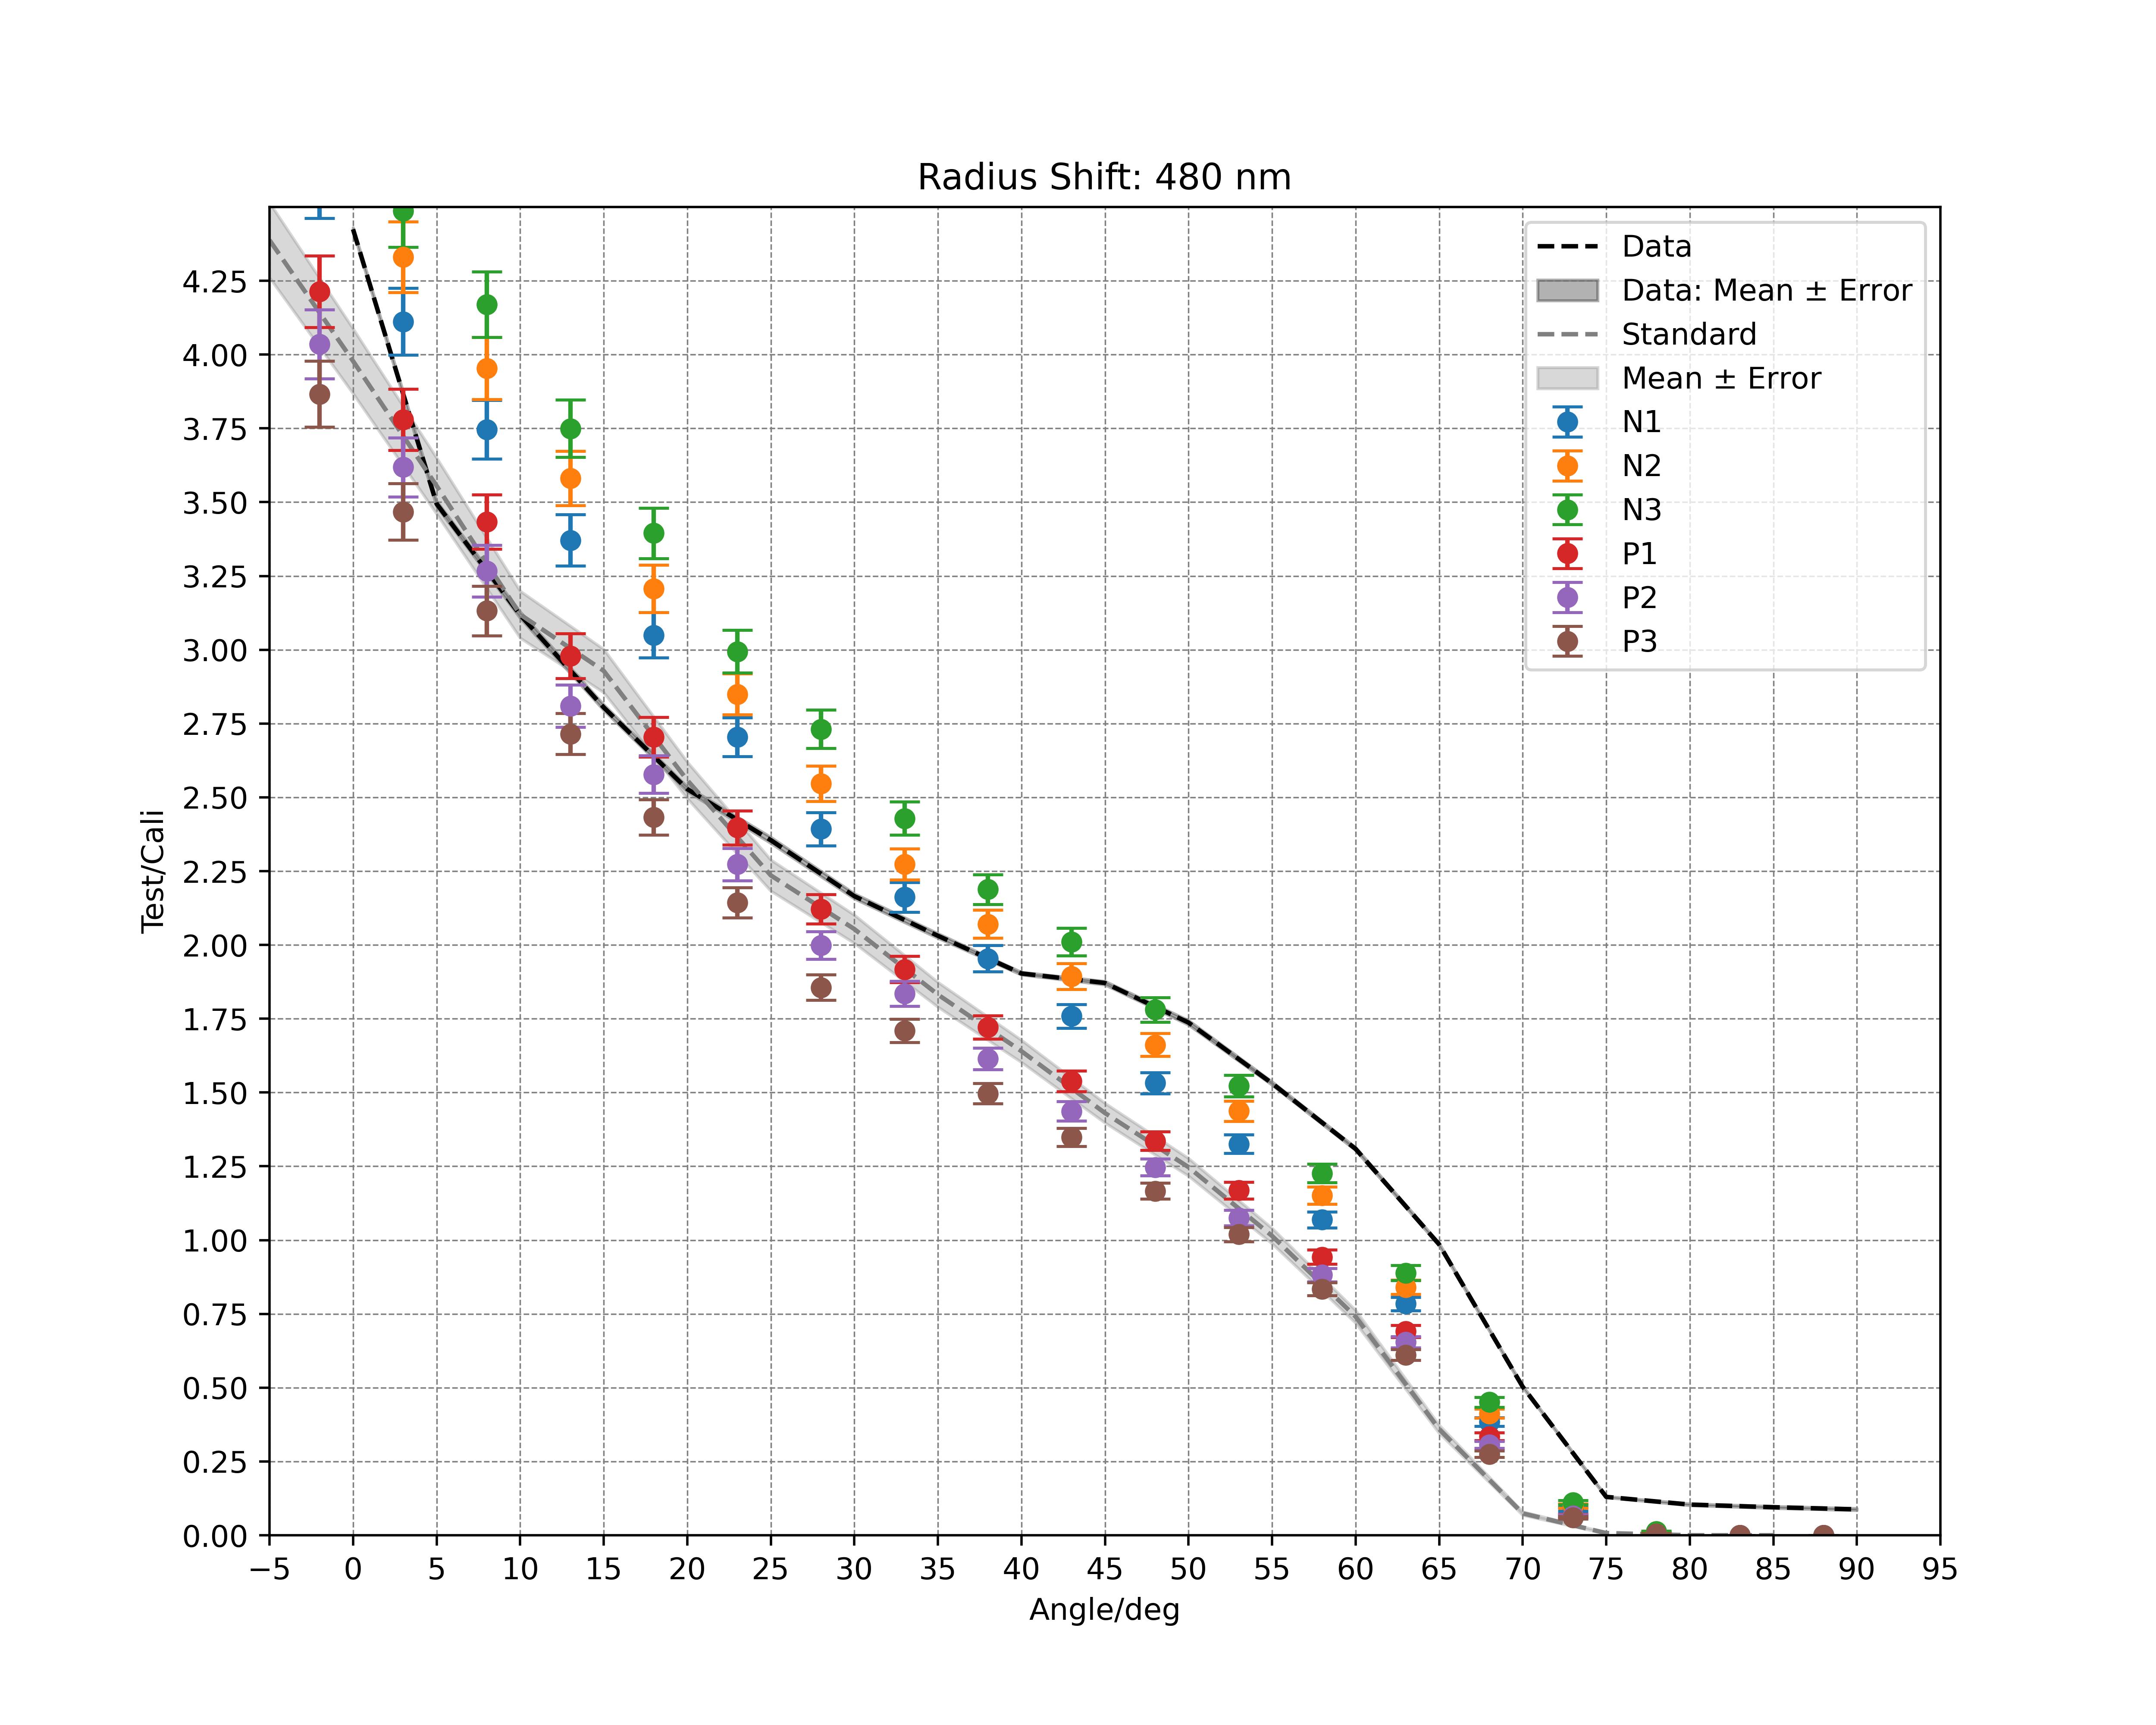 Radius Shift: 480 nm
Data
Data: Mean ± Error
Standard
Mean ± Error
N1
N2
N3
P1
P2
P3
Test/Cali
4.25
4.00
3.75
3.50
3.25
3.00
2.75
2.50
2.25
2.00
1.75
1.50
1.25
1.00
0.75
0.50
0.25
0.00
−5 0 5 10 15 20 25 30 35 40 45 50 55 60 65 70 75 80 85 90 95
Angle/deg